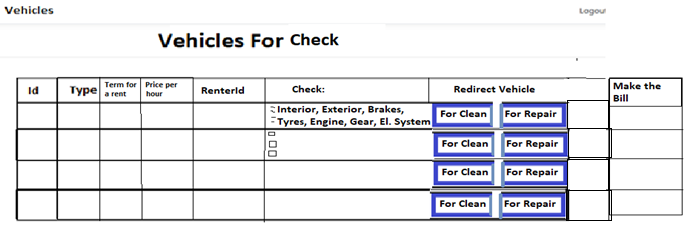 Vehicles
Logout
Vehicles For Check
Id Type Term for a rent Price per hour RenterId Check: Redirect Vehicle Make the Bill
Interior, Exterior, Brakes,
Tyres, Engine, Gear, El. System
For Clean For Repair
For Clean For Repair
For Clean For Repair
For Clean For Repair